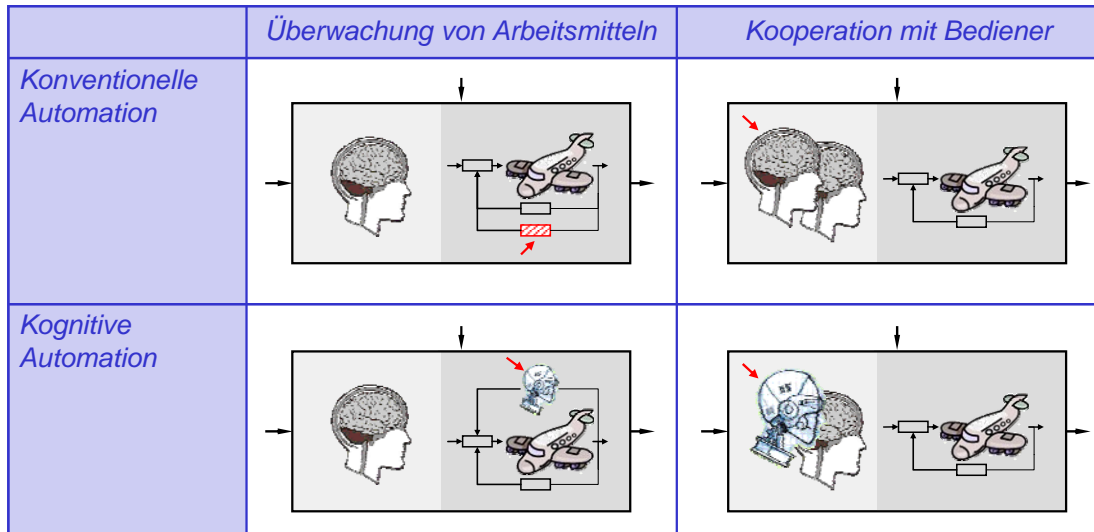 Überwachung von Arbeitsmitteln
Kooperation mit Bediener
Konventionelle
Automation
Kognitive
Automation